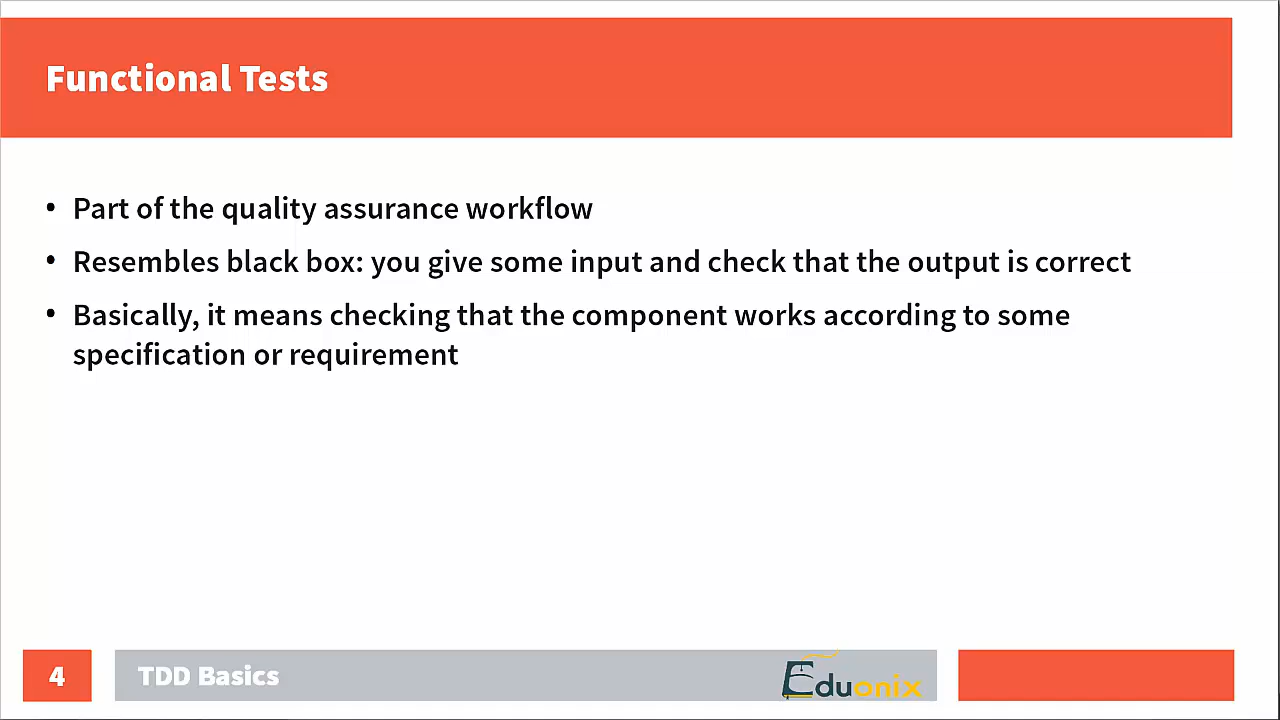 Functional Tests
• Part of the quality assurance workflow
• Resembles black box: you give some input and check that the output is correct
• Basically, it means checking that the component works according to some
specification or requirement
4
TDD Basics
Eduonix